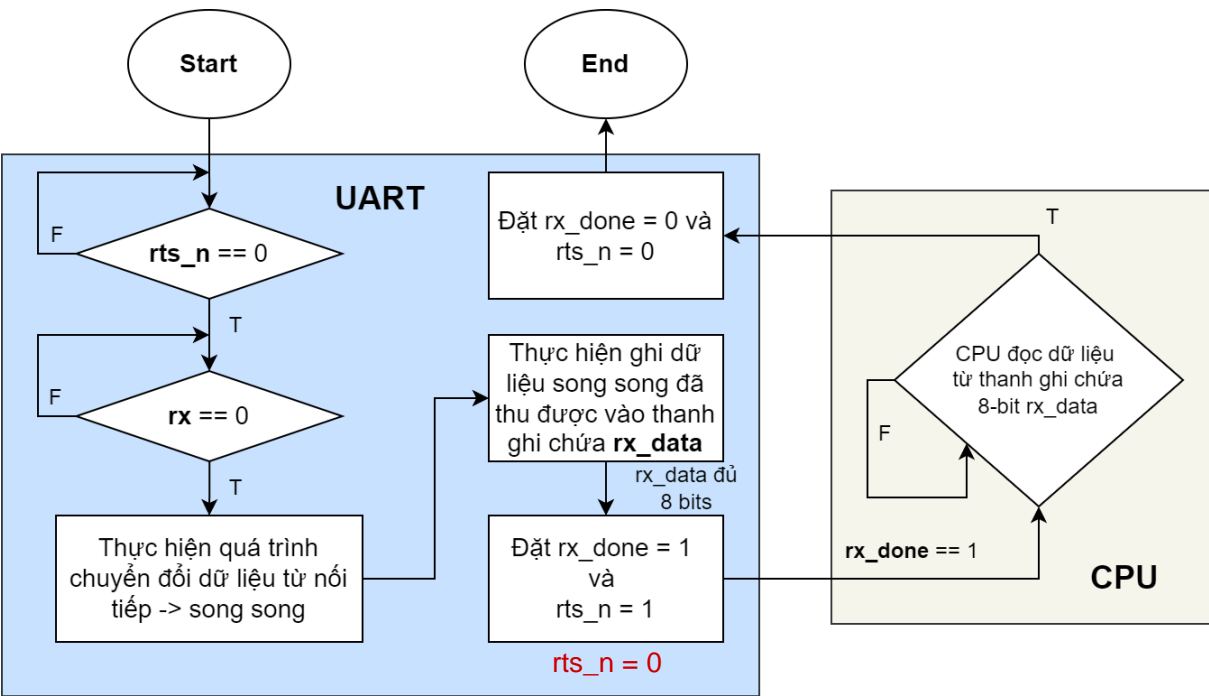 Start
End
UART
F
rts_n == 0
T
F
rx == 0
T
Thực hiện quá trình
chuyển đổi dữ liệu từ nối
tiếp -> song song
Đặt rx_done = 0 và
rts_n = 0
Thực hiện ghi dữ
liệu song song đã
thu được vào thanh
ghi chứa rx_data
rx_data đủ
8 bits
Đặt rx_done = 1
và
rts_n = 1
rts_n = 0
T
CPU đọc dữ liệu
từ thanh ghi chứa
8-bit rx_data
F
rx_done == 1
CPU